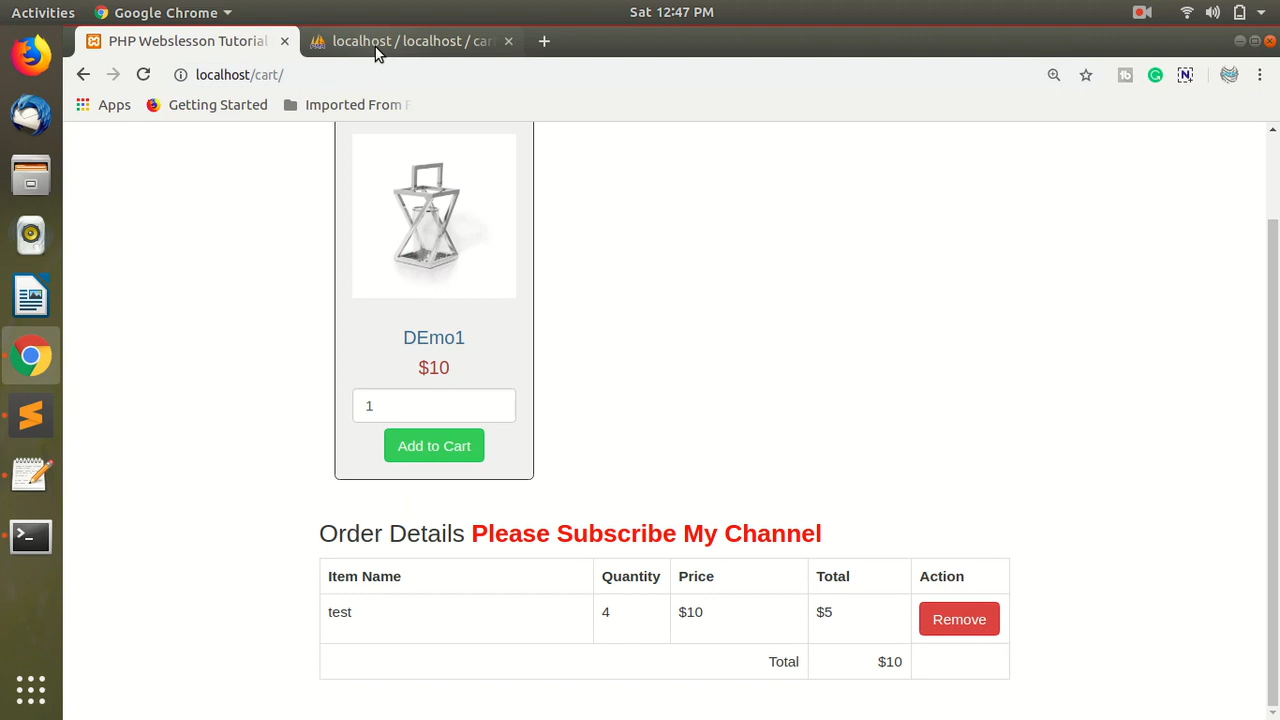 Activities Google Chrome Sat 12:47 PM
PHP Webslesson Tutorial localhost / localhost / car
localhost/cart/
Apps Getting Started Imported From F
DEmo1
$10
1
Add to Cart
Order Details Please Subscribe My Channel
Item Name Quantity Price Total Action
test 4 $10 $5 Remove
Total $10